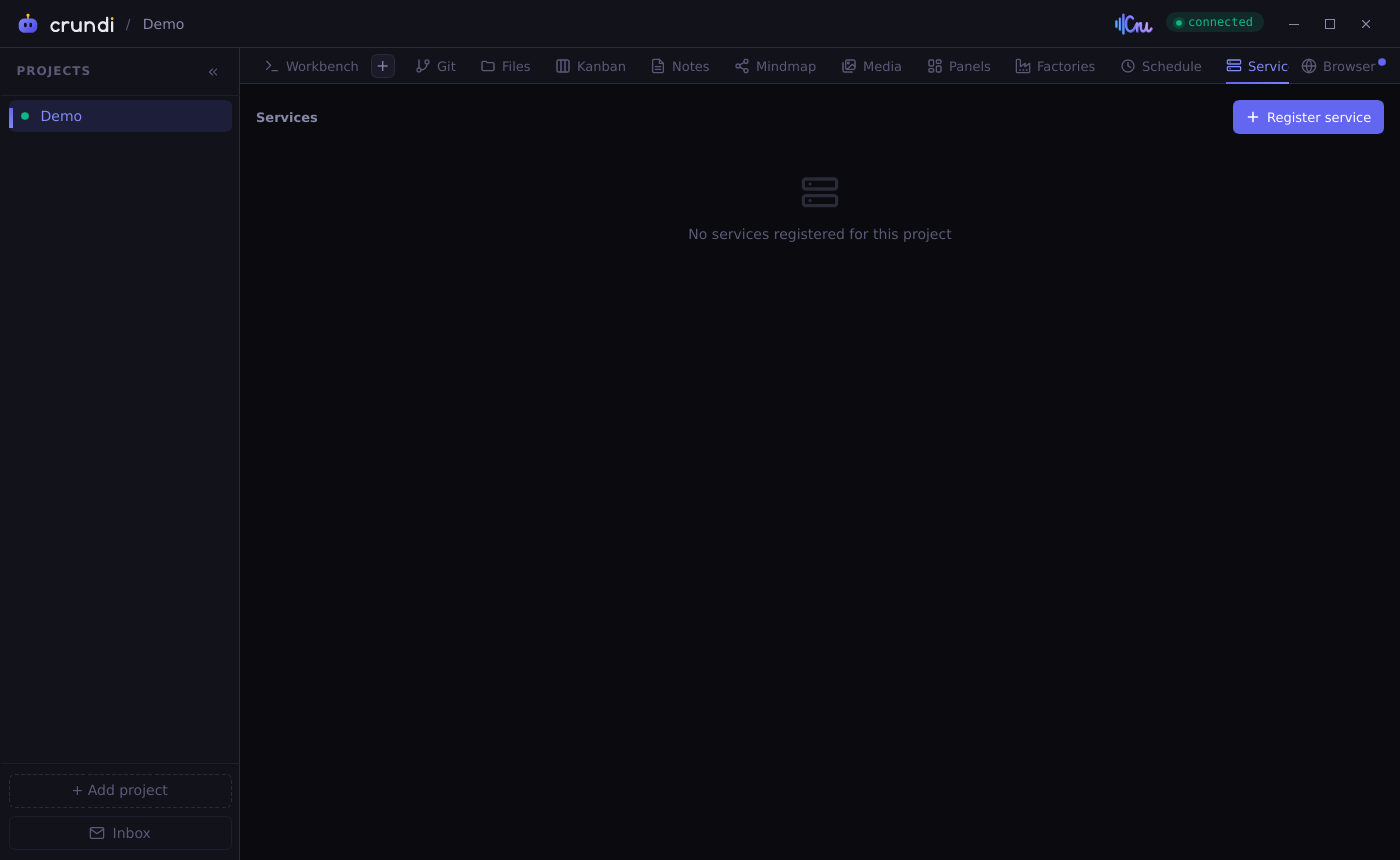 crundi / Demo
Cru
connected
PROJECTS
Workbench
Git
Files
Kanban
Notes
Mindmap
Media
Panels
Factories
Schedule
Servic
Browser
Demo
Services
+ Register service
No services registered for this project
+ Add project
Inbox